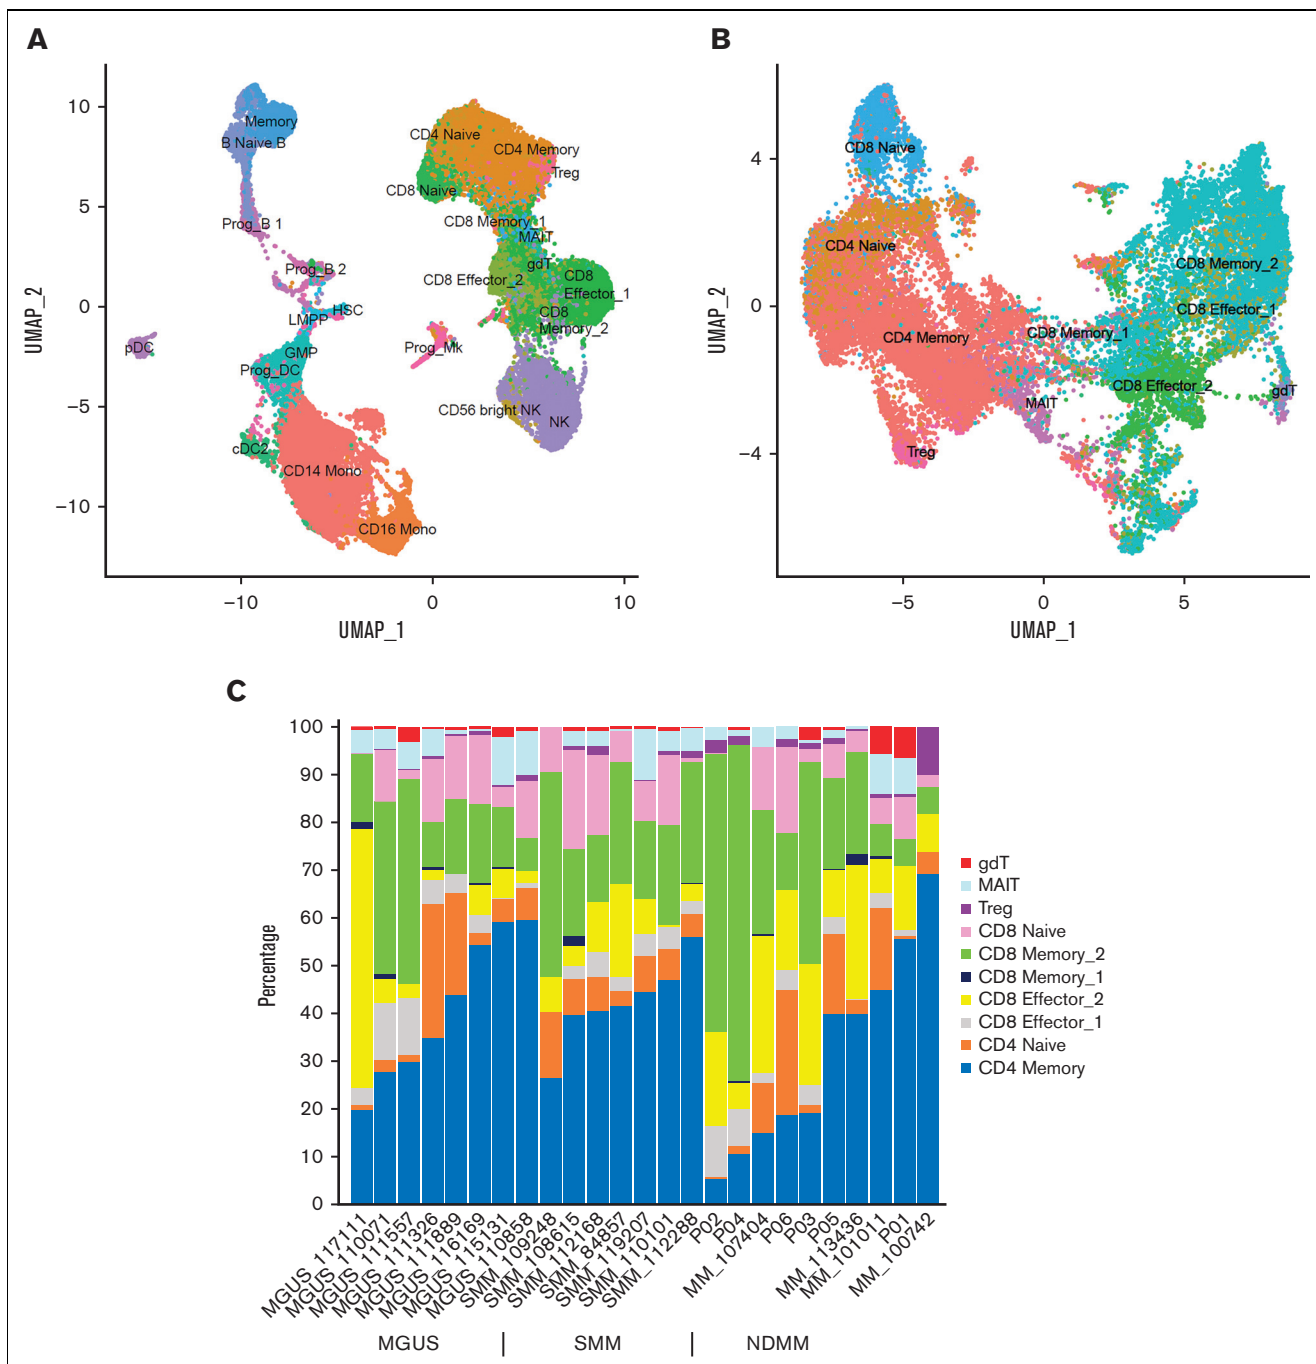 A
B
10
5
0
−5
−10
UMAP_2
Memory
B Naive B
Prog_B 1
Prog_B 2
HSC
LMPP
pDC
GMP
Prog_DC
cDC2
CD14 Mono
CD16 Mono
CD4 Naive
CD4 Memory
Treg
CD8 Naive
CD8 Memory_1
MAIT
gdT
CD8 Effector_2
CD8
Effector_1
CD8
Memory_2
Prog_Mk
CD56 bright NK
NK
−10
0
10
UMAP_1
4
0
−4
UMAP_2
CD8 Naive
CD4 Naive
CD8 Memory_2
CD8 Effector_1
CD4 Memory
CD8 Memory_1
CD8 Effector_2
gdT
MAIT
Treg
−5
0
5
UMAP_1
C
100
90
80
70
60
50
40
30
20
10
0
Percentage
gdT
MAIT
Treg
CD8 Naive
CD8 Memory_2
CD8 Memory_1
CD8 Effector_2
CD8 Effector_1
CD4 Naive
CD4 Memory
MGUS_117111
MGUS_110071
MGUS_111557
MGUS_111326
MGUS_111889
MGUS_116169
MGUS_115131
MGUS_110858
SMM_109248
SMM_108615
SMM_112168
SMM_84857
SMM_119207
SMM_110101
SMM_112288
P02
P04
MM_107404
P06
P03
P05
MM_113436
MM_101011
P01
MM_100742
MGUS | SMM | NDMM